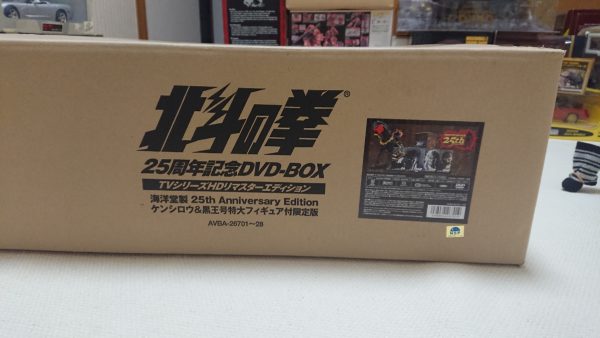 北斗の拳®
25周年記念DVD-BOX
TVシリーズHDリマスターエディション
海洋堂製 25th Anniversary Edition
ケンシロウ&黒王号特大フィギュア付限定版
AVBA-26701〜28
25th